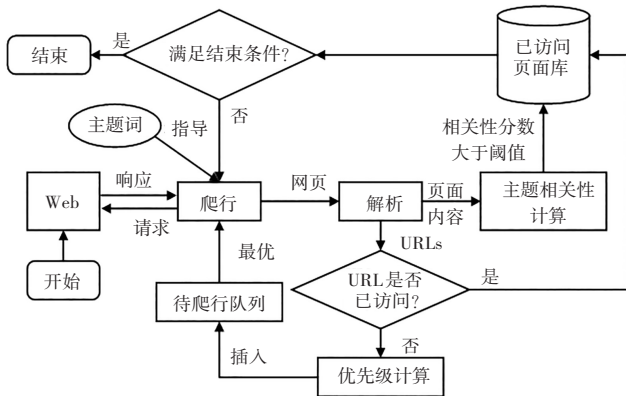 是
结束
满足结束条件?
已访问
页面库
否
主题词
指导
相关性分数
大于阈值
响应
Web
请求
爬行
网页
解析
页面
内容
主题相关性
计算
URLs
开始
最优
待爬行队列
URL是否
已访问?
是
插入
否
优先级计算